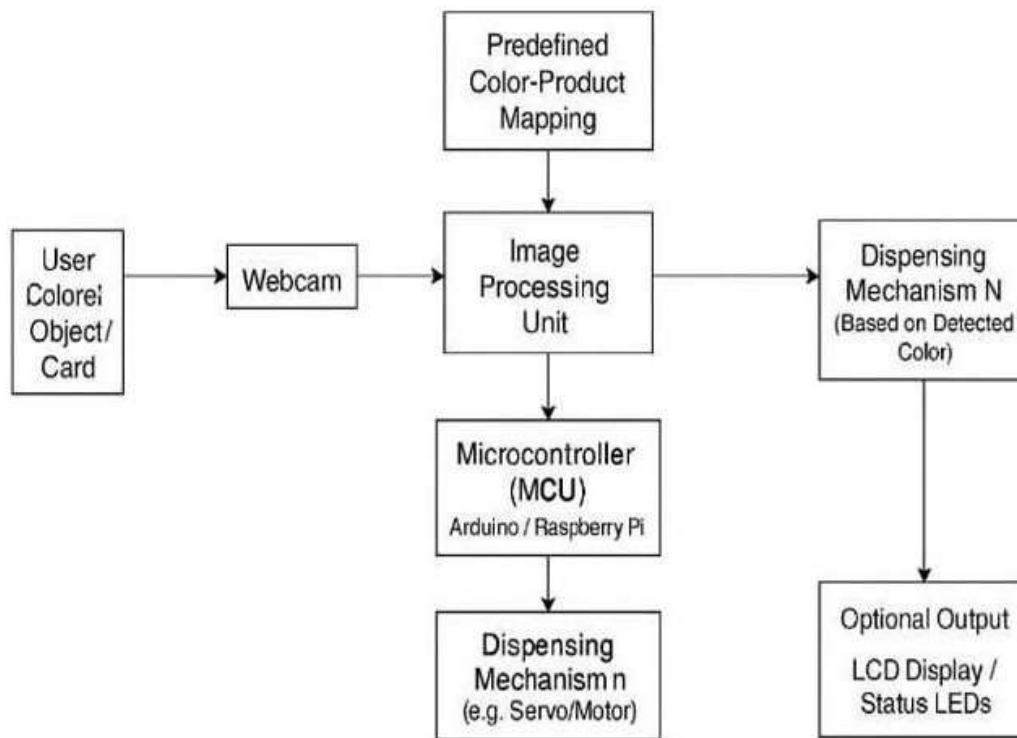 Predefined
Color-Product
Mapping
User
Colorel
Object/
Card
Webcam
Image
Processing
Unit
Dispensing
Mechanism N
(Based on Detected
Color)
Microcontroller
(MCU)
Arduino / Raspberry Pi
Dispensing
Mechanism n
(e.g. Servo/Motor)
Optional Output
LCD Display /
Status LEDs